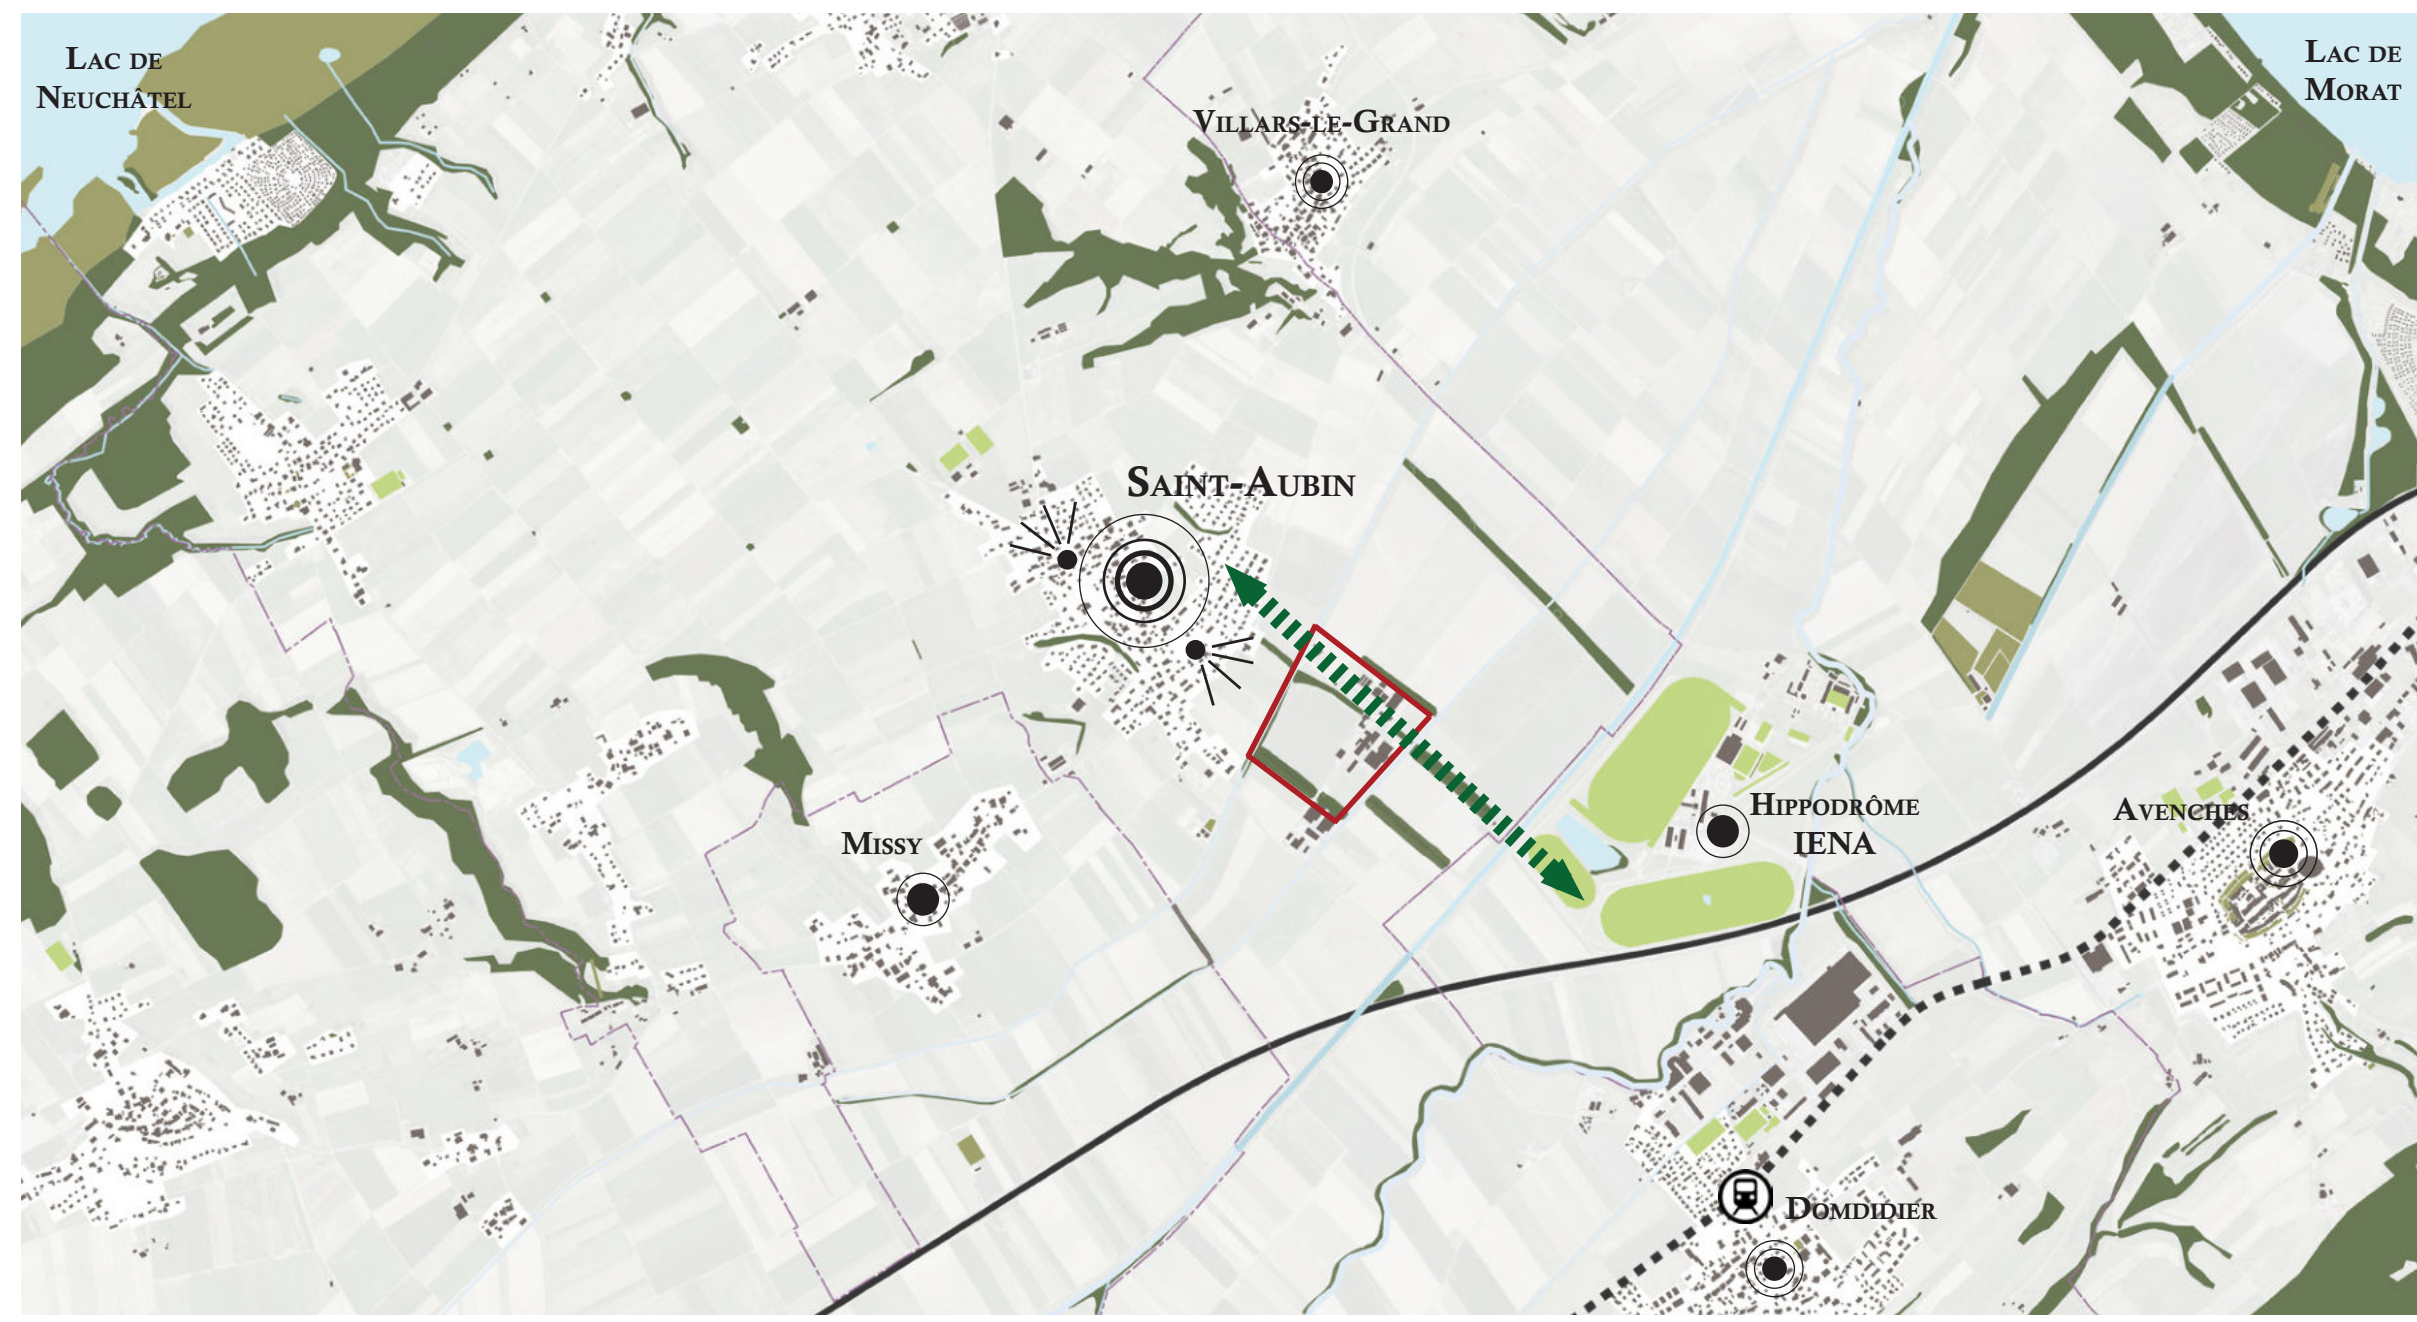 Lac de
Neuchâtel
Lac de
Morat
Villars-le-Grand
Saint-Aubin
Missy
Hippodrôme
IENA
Avenches
Domdidier